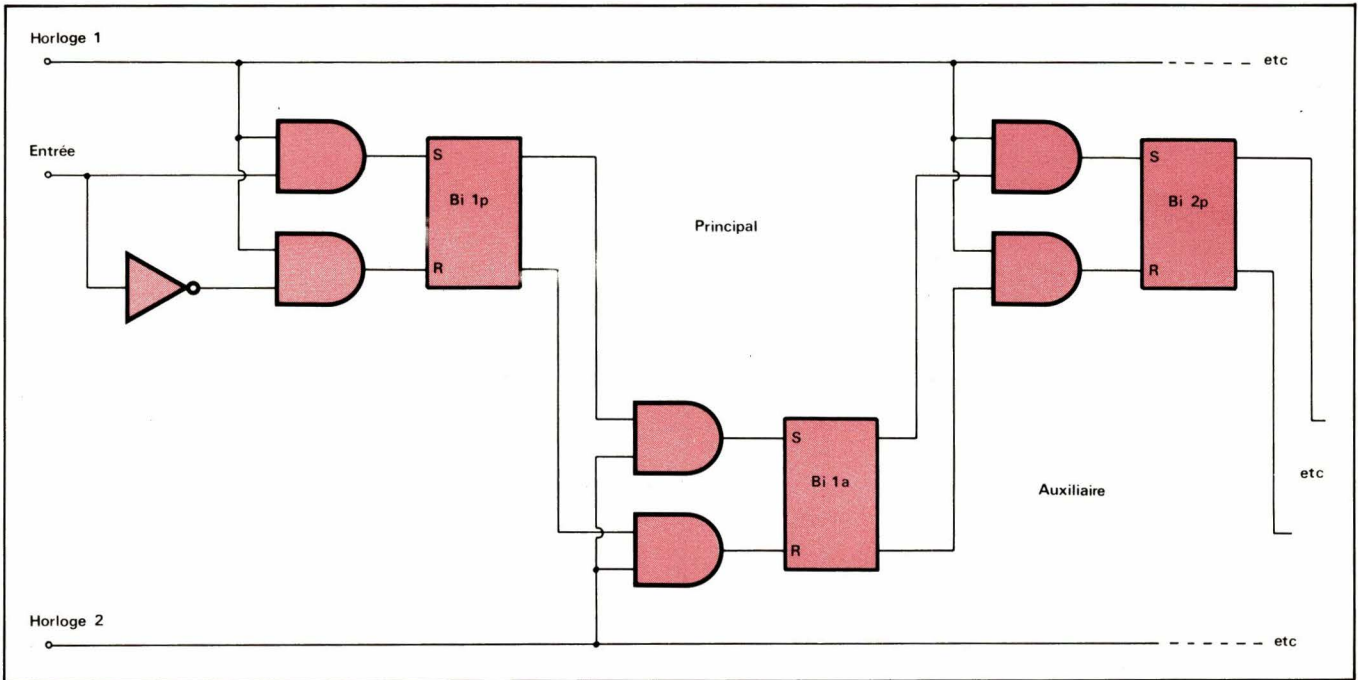 Horloge 1
etc
Entrée
S
Bi 1p
R
Principal
S
Bi 2p
R
S
Bi 1a
R
Auxiliaire
etc
Horloge 2
etc